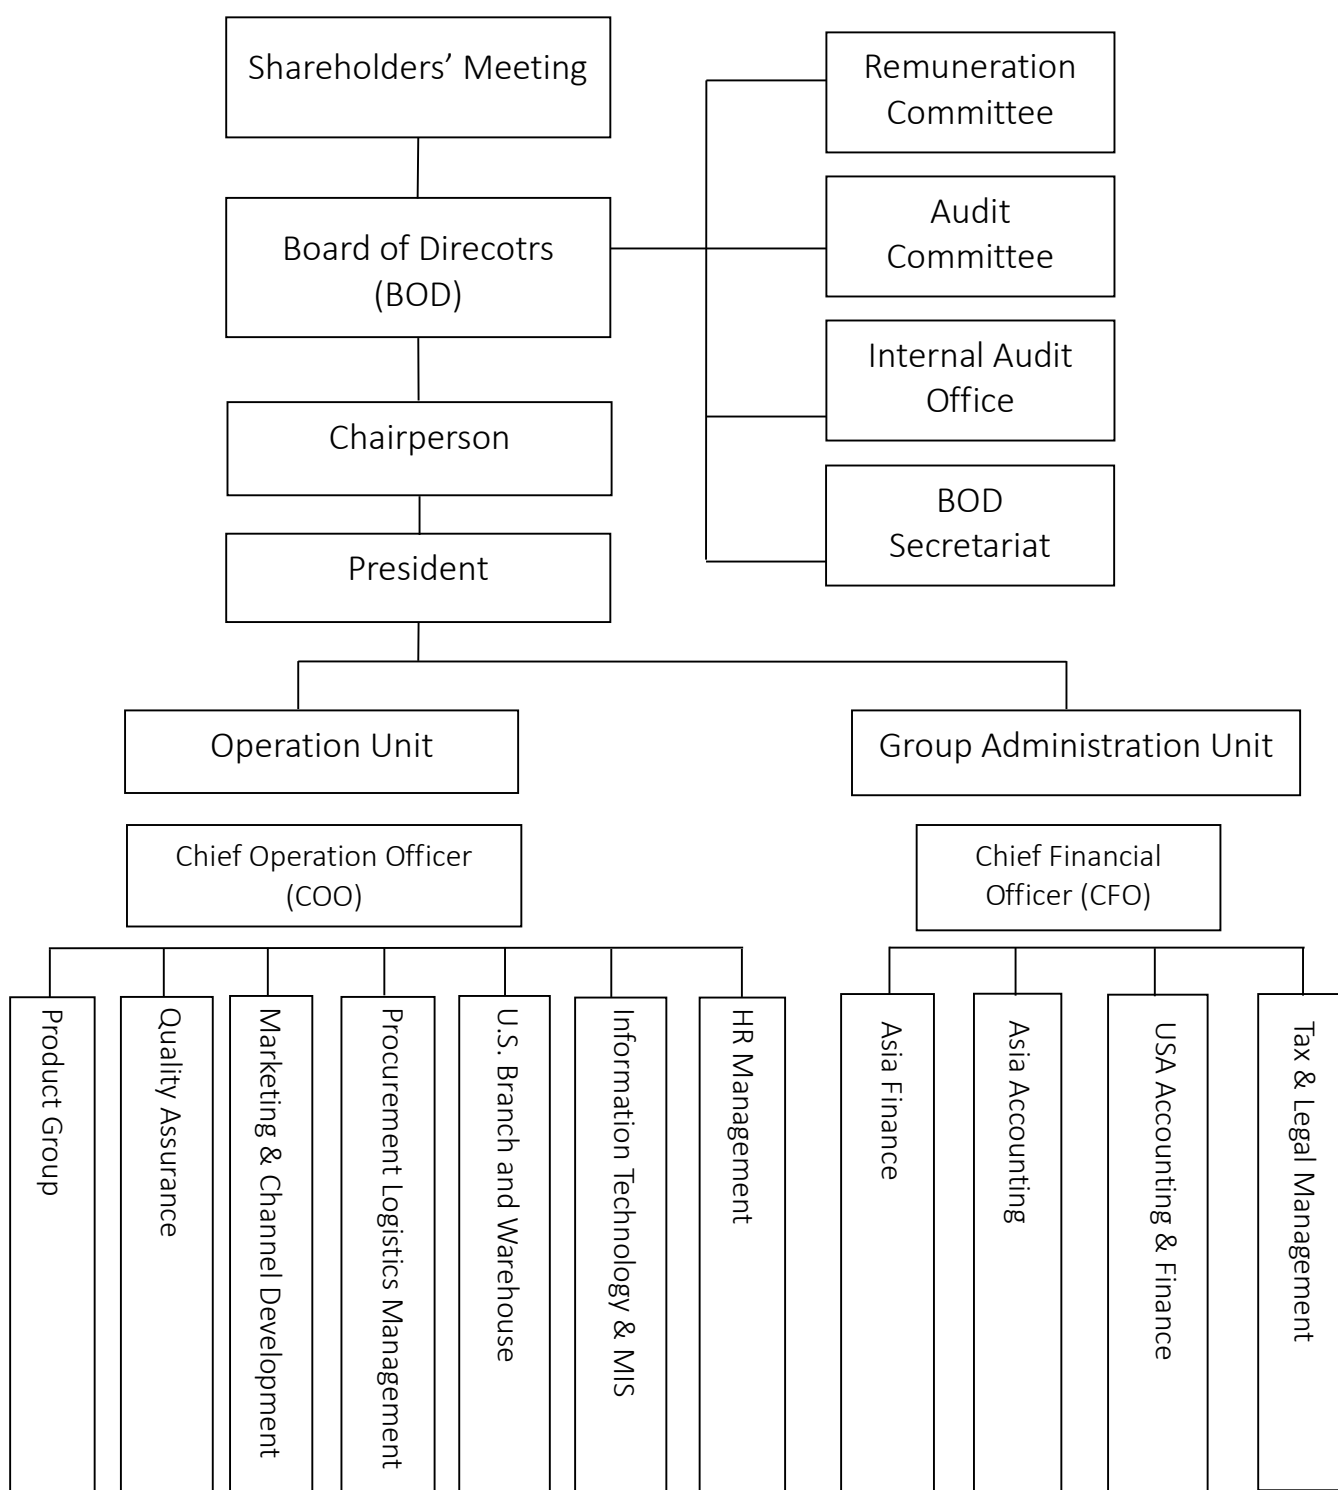 Shareholders’ Meeting
Remuneration
Committee
Board of Direcotrs
(BOD)
Audit
Committee
Internal Audit
Office
Chairperson
BOD
Secretariat
President
Operation Unit
Group Administration Unit
Chief Operation Officer
(COO)
Chief Financial
Officer (CFO)
Product Group
Quality Assurance
Marketing & Channel Development
Procurement Logistics Management
U.S. Branch and Warehouse
Information Technology & MIS
HR Management
Asia Finance
Asia Accounting
USA Accounting & Finance
Tax & Legal Management